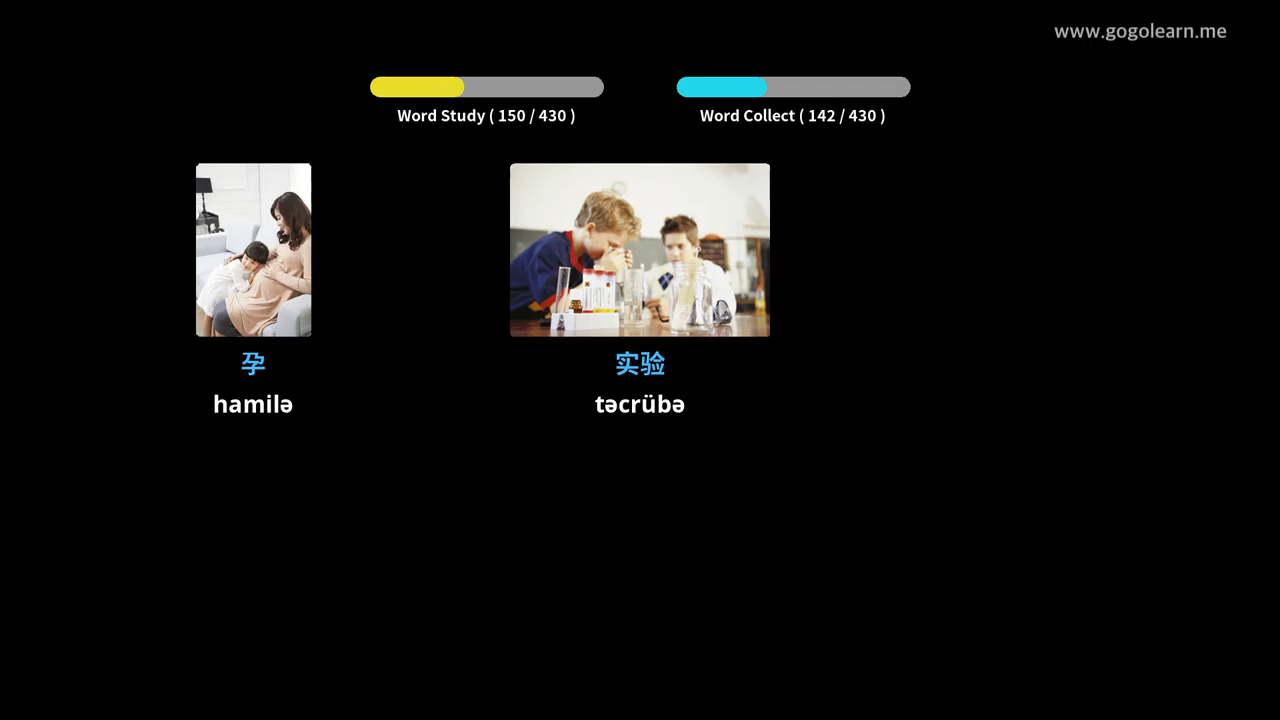 www.gogolearn.me
Word Study ( 150 / 430 )
Word Collect ( 142 / 430 )
孕
hamilə
实验
təcrübə